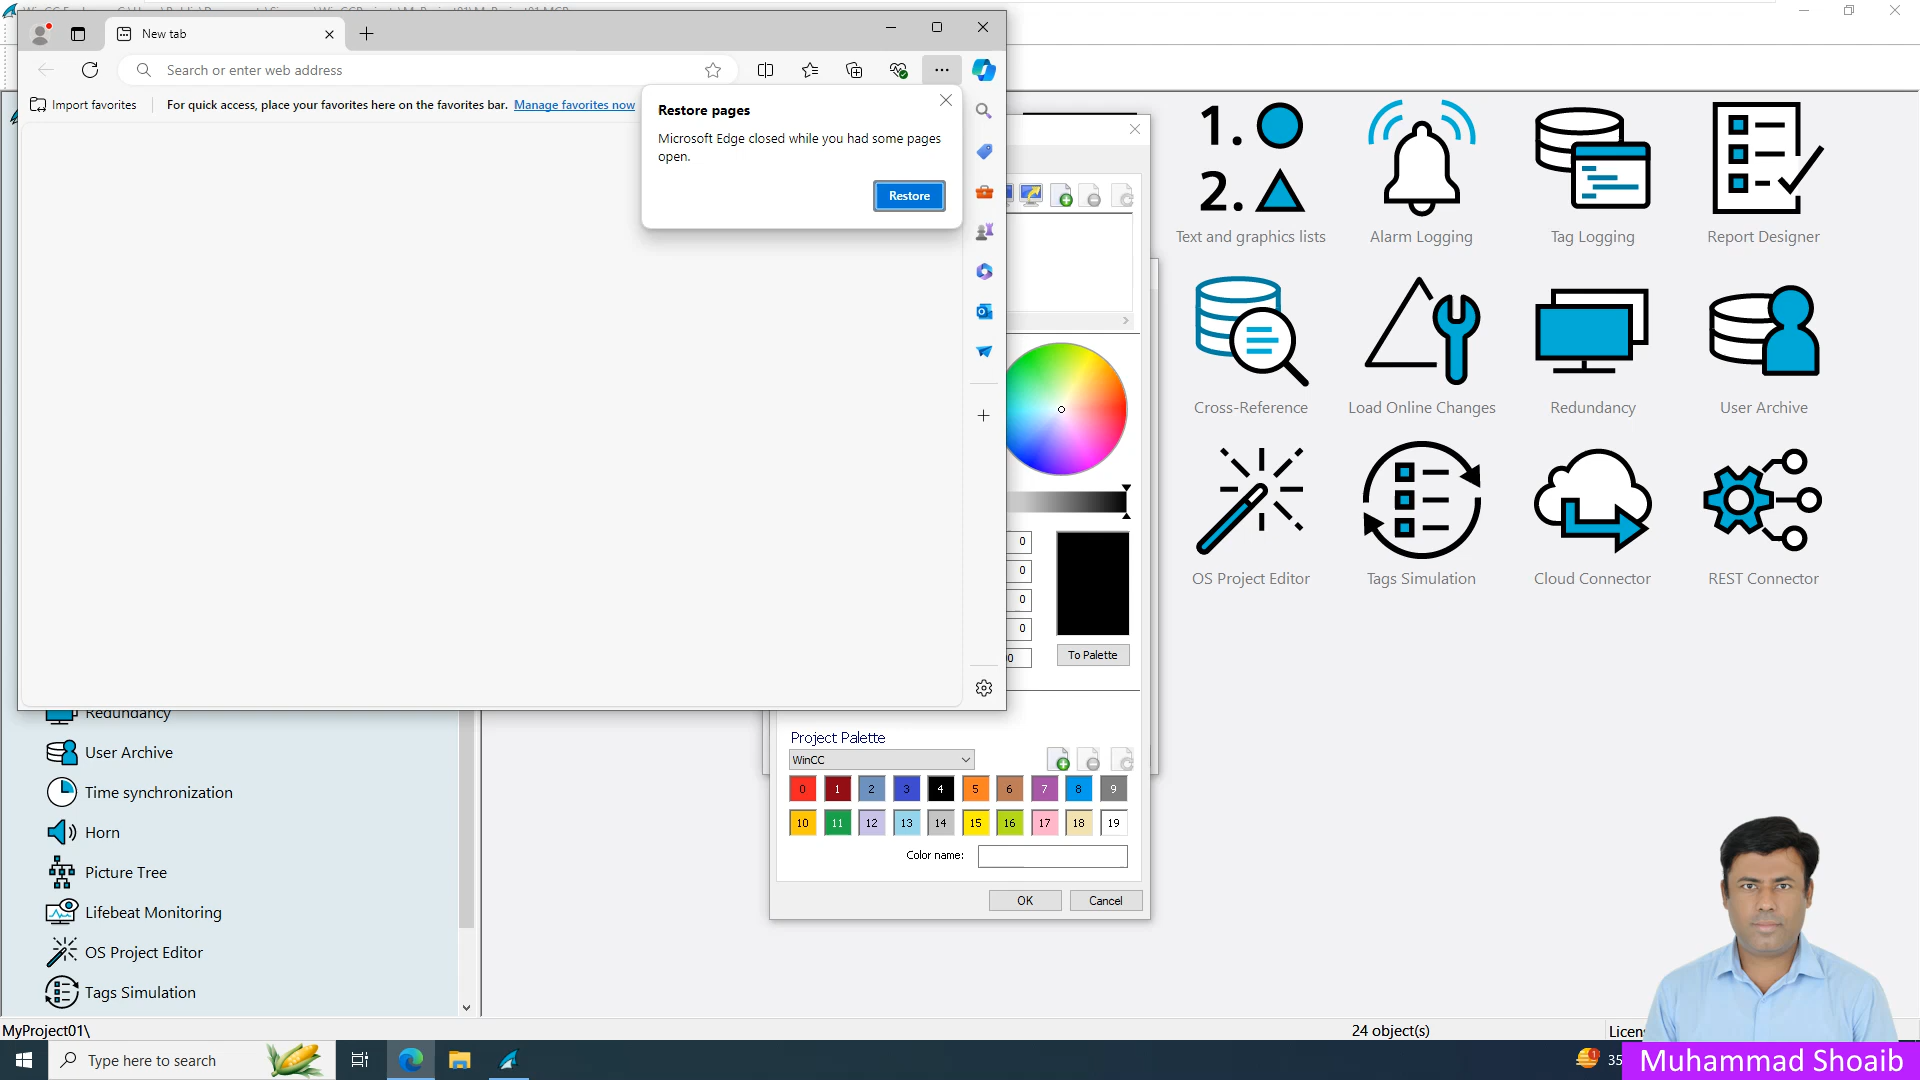 New tab
Search or enter web address
Import favorites
For quick access, place your favorites here on the favorites bar. Manage favorites now
Restore pages
Microsoft Edge closed while you had some pages
open.
Restore
1.
2.
Text and graphics lists
Alarm Logging
Tag Logging
Report Designer
Cross-Reference
Load Online Changes
Redundancy
User Archive
OS Project Editor
Tags Simulation
Cloud Connector
REST Connector
0
0
0
0
To Palette
Redundancy
User Archive
Time synchronization
Horn
Picture Tree
Lifebeat Monitoring
OS Project Editor
Tags Simulation
Project Palette
WinCC
0 1 2 3 4 5 6 7 8 9
10 11 12 13 14 15 16 17 18 19
Color name:
OK
Cancel
MyProject01\
24 object(s)
Type here to search
1
Muhammad Shoaib